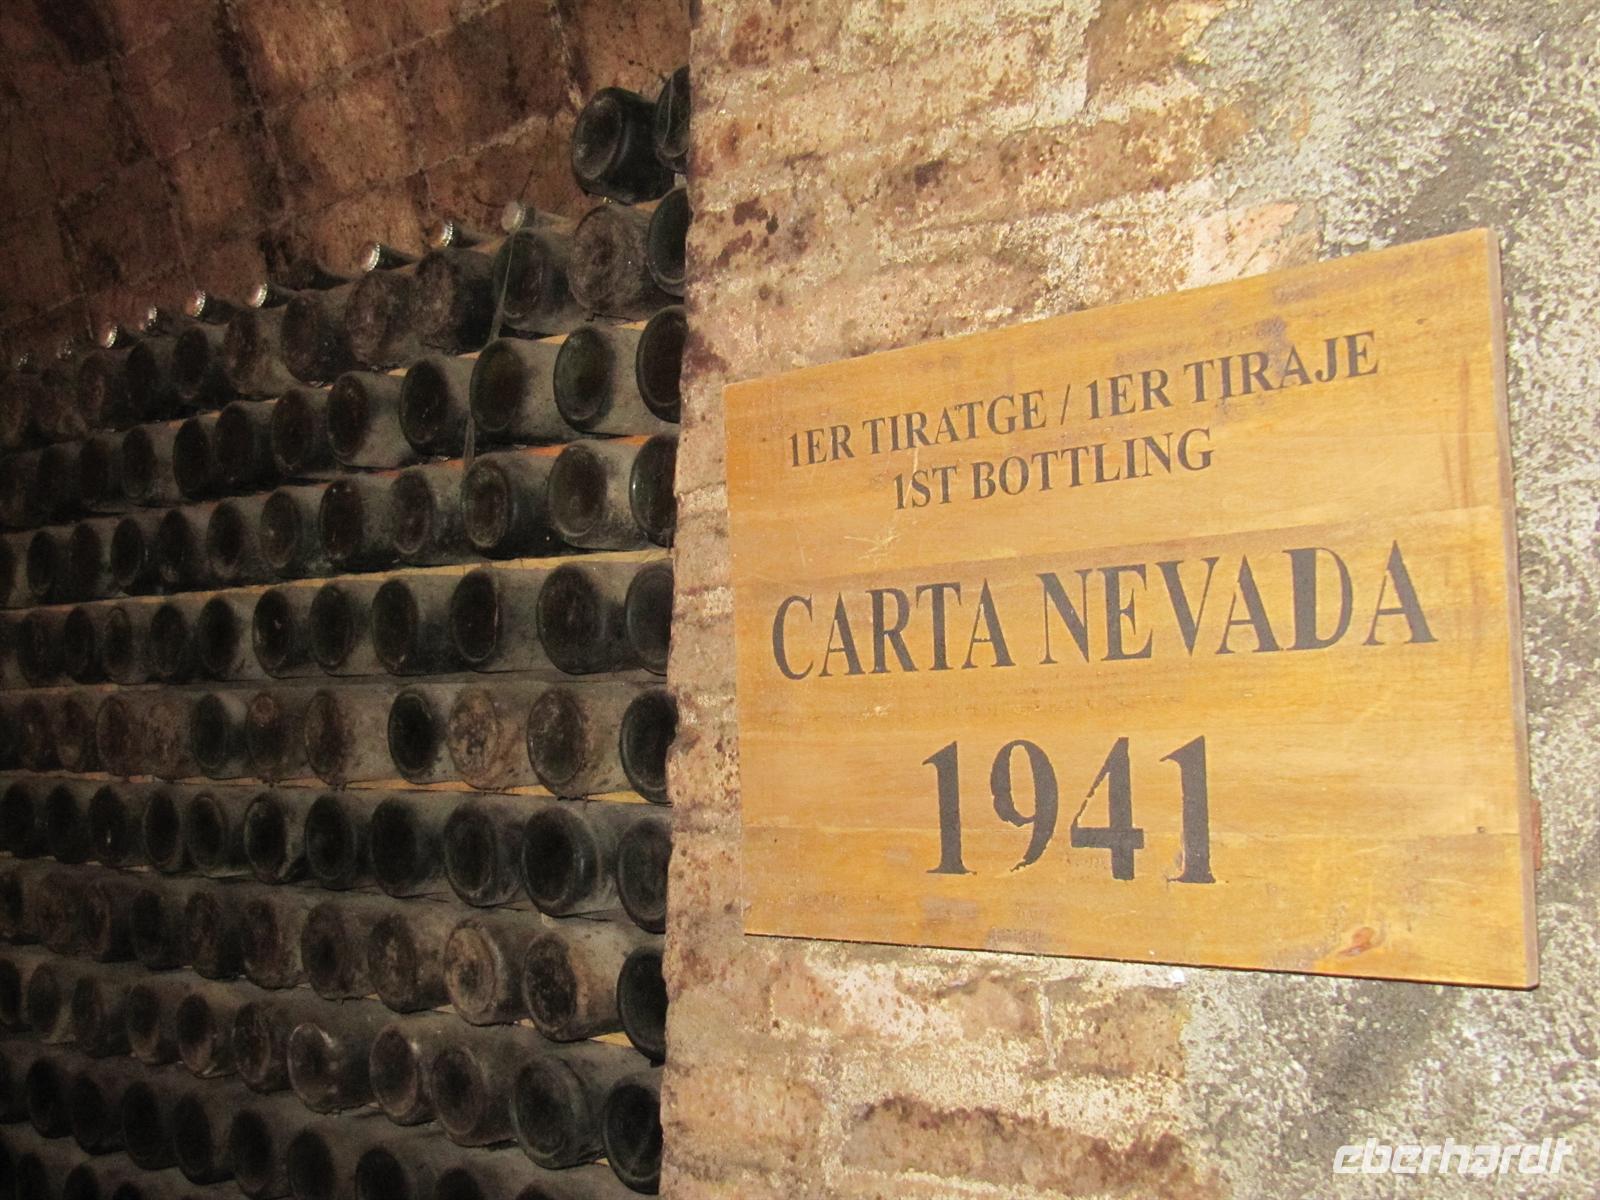 1ER TIRATGE / 1ER TIRAJE
1ST BOTTLING
CARTA NEVADA
1941
eberhardt